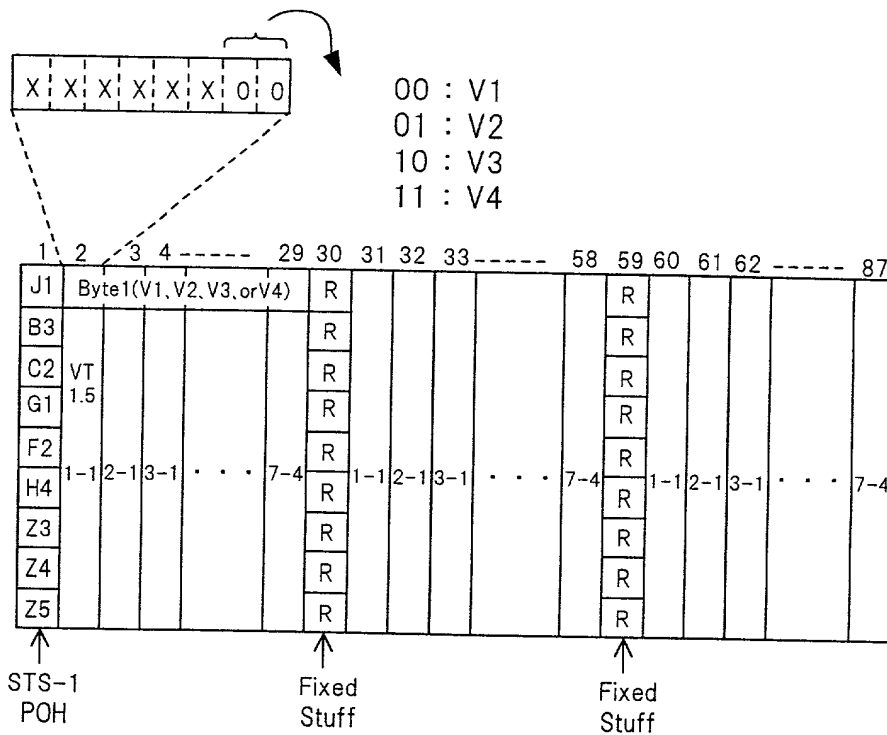 X X X X X X 0 0
00 : V1
01 : V2
10 : V3
11 : V4
1 2 3 4 ------ 29 30 31 32 33 ------ 58 59 60 61 62 ----- 87
J1 Byte1(V1、V2、V3、orV4) R R
B3 R R
C2 VT R R
G1 1.5 R R
F2 R R
H4 1-1 2-1 3-1 · · · 7-4 R 1-1 2-1 3-1 · · · 7-4 R 1-1 2-1 3-1 · · · 7-4
Z3 R R
Z4 R R
Z5 R R
STS-1 Fixed Fixed
POH Stuff Stuff